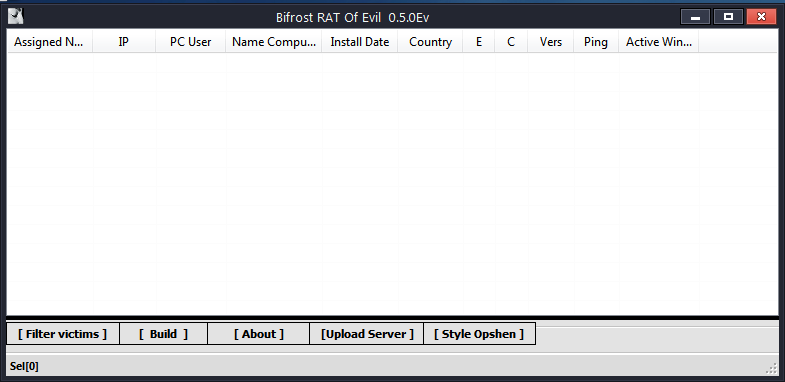 Bifrost RAT Of Evil 0.5.0Ev
Assigned N... IP PC User Name Compu... Install Date Country E C Vers Ping Active Win...
[ Filter victims ] [ Build ] [ About ] [Upload Server ] [ Style Opshen ]
Sel[0]